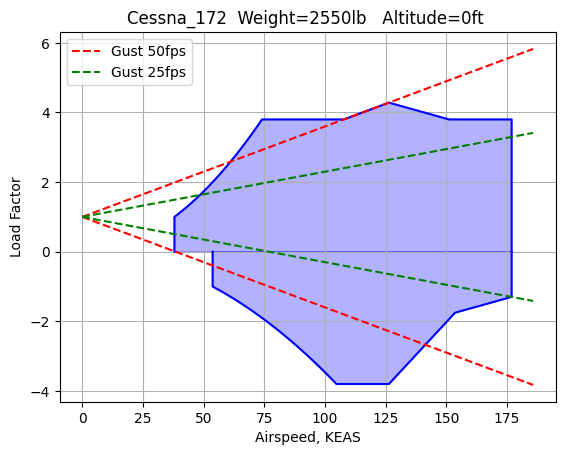 Cessna_172  Weight=2550lb   Altitude=0ft
Gust 50fps
Gust 25fps
Load Factor
6
4
2
0
−2
−4
0 25 50 75 100 125 150 175
Airspeed, KEAS